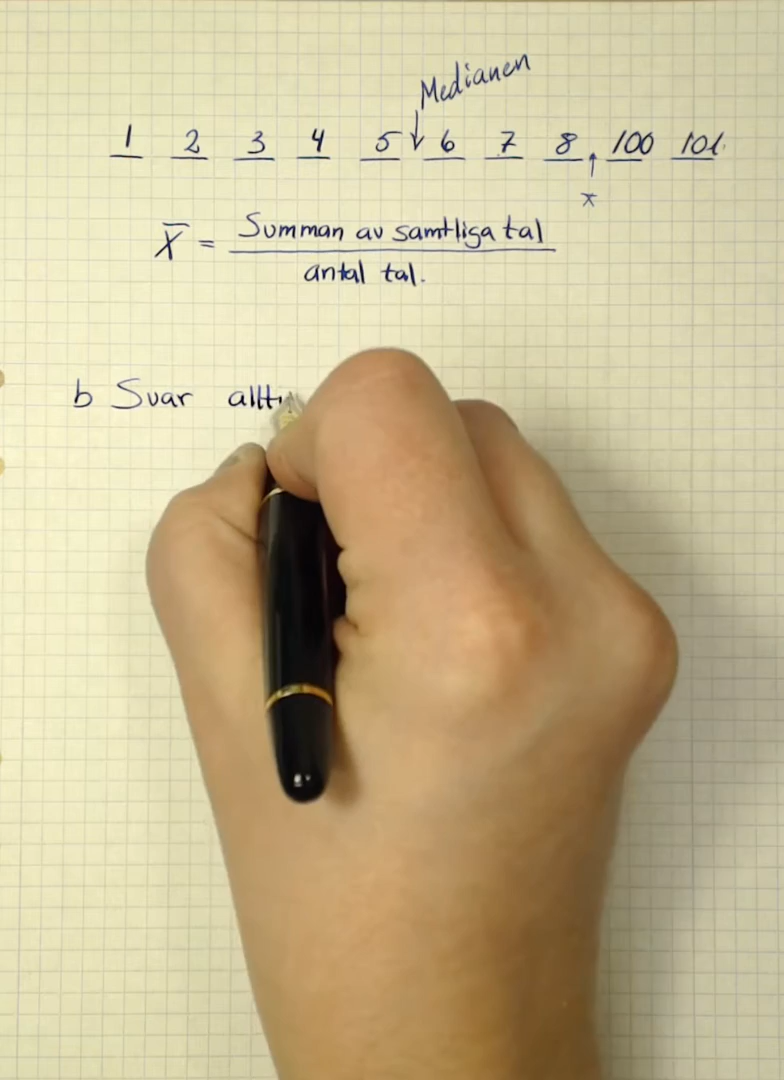 Medianen
1 2 3 4 5 6 7 8 100 101.
x
X̄ = Summan av samtliga tal
antal tal.
b Svar